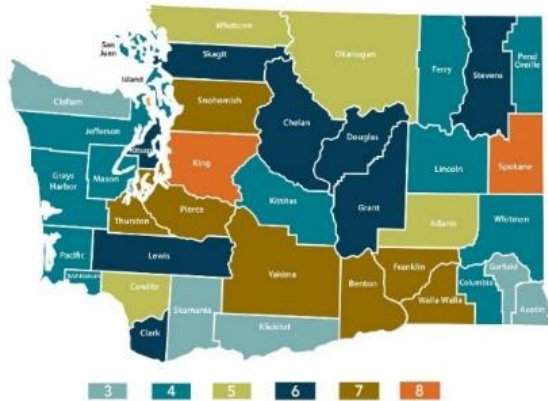 Whatcom
Okanogan
San
Juan
Skagit
Ferry
Stevens
Pend
Oreille
Island
Clallam
Snohomish
Chelan
Jefferson
Douglas
Kitsap
King
Lincoln
Spokane
Grays
Harbor
Mason
Kittitas
Grant
Pierce
Adams
Whitman
Thurston
Pacific
Lewis
Yakima
Franklin
Garfield
Benton
Walla Walla
Columbia
Cowlitz
Skamania
Asotin
Klickitat
Clark
3 4 5 6 7 8